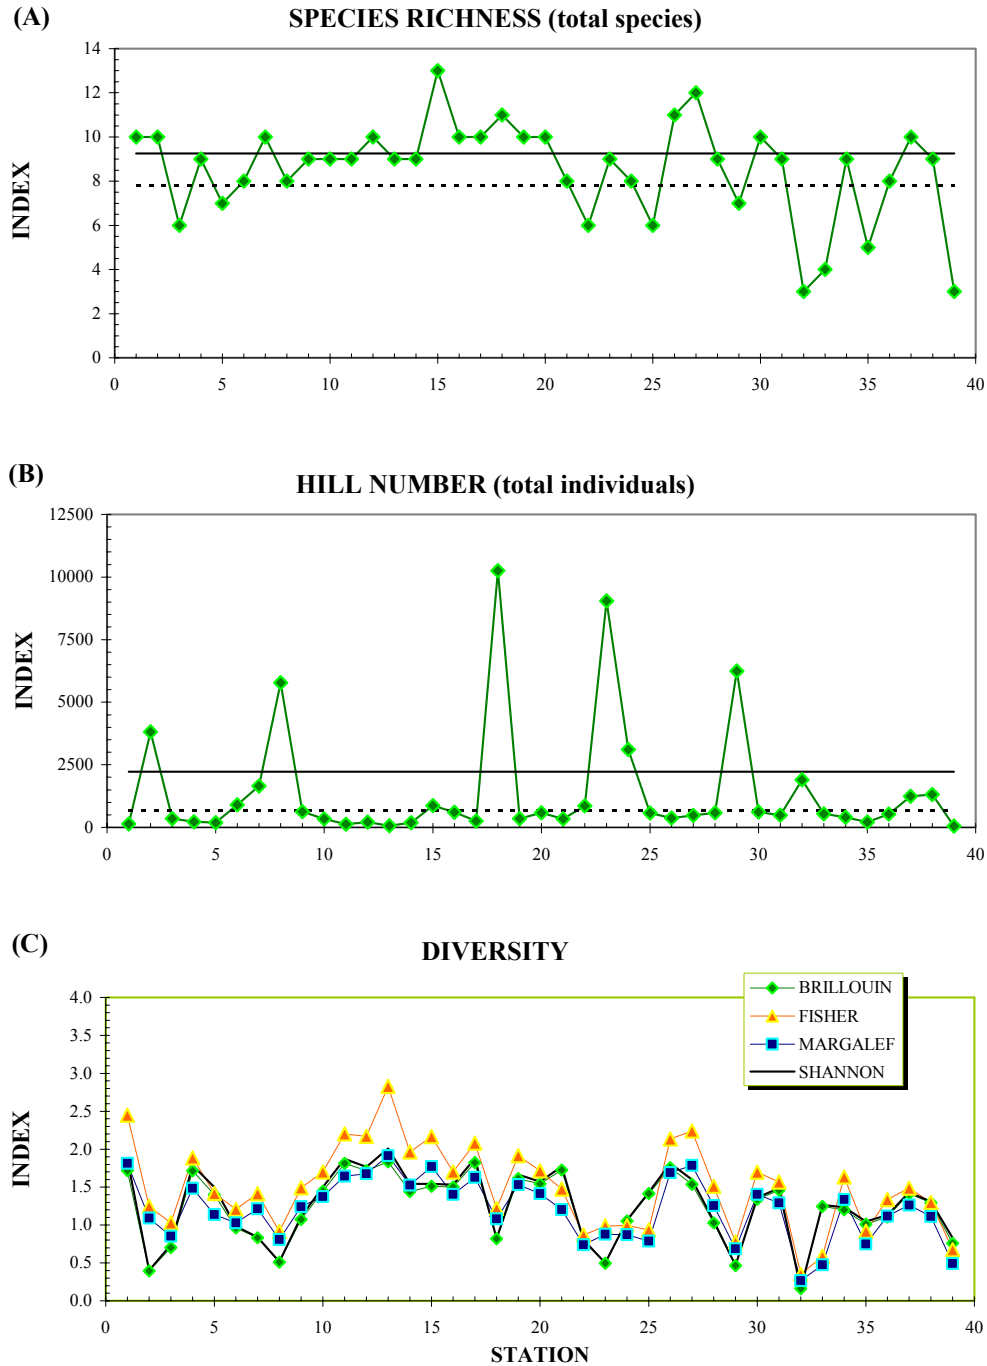 (A)
SPECIES RICHNESS (total species)
14
12
10
8
6
4
2
0
INDEX
0 5 10 15 20 25 30 35 40
(B)
HILL NUMBER (total individuals)
12500
10000
7500
5000
2500
0
INDEX
0 5 10 15 20 25 30 35 40
(C)
DIVERSITY
BRILLOUIN
FISHER
MARGALEF
SHANNON
4.0
3.5
3.0
2.5
2.0
1.5
1.0
0.5
0.0
INDEX
0 5 10 15 20 25 30 35 40
STATION